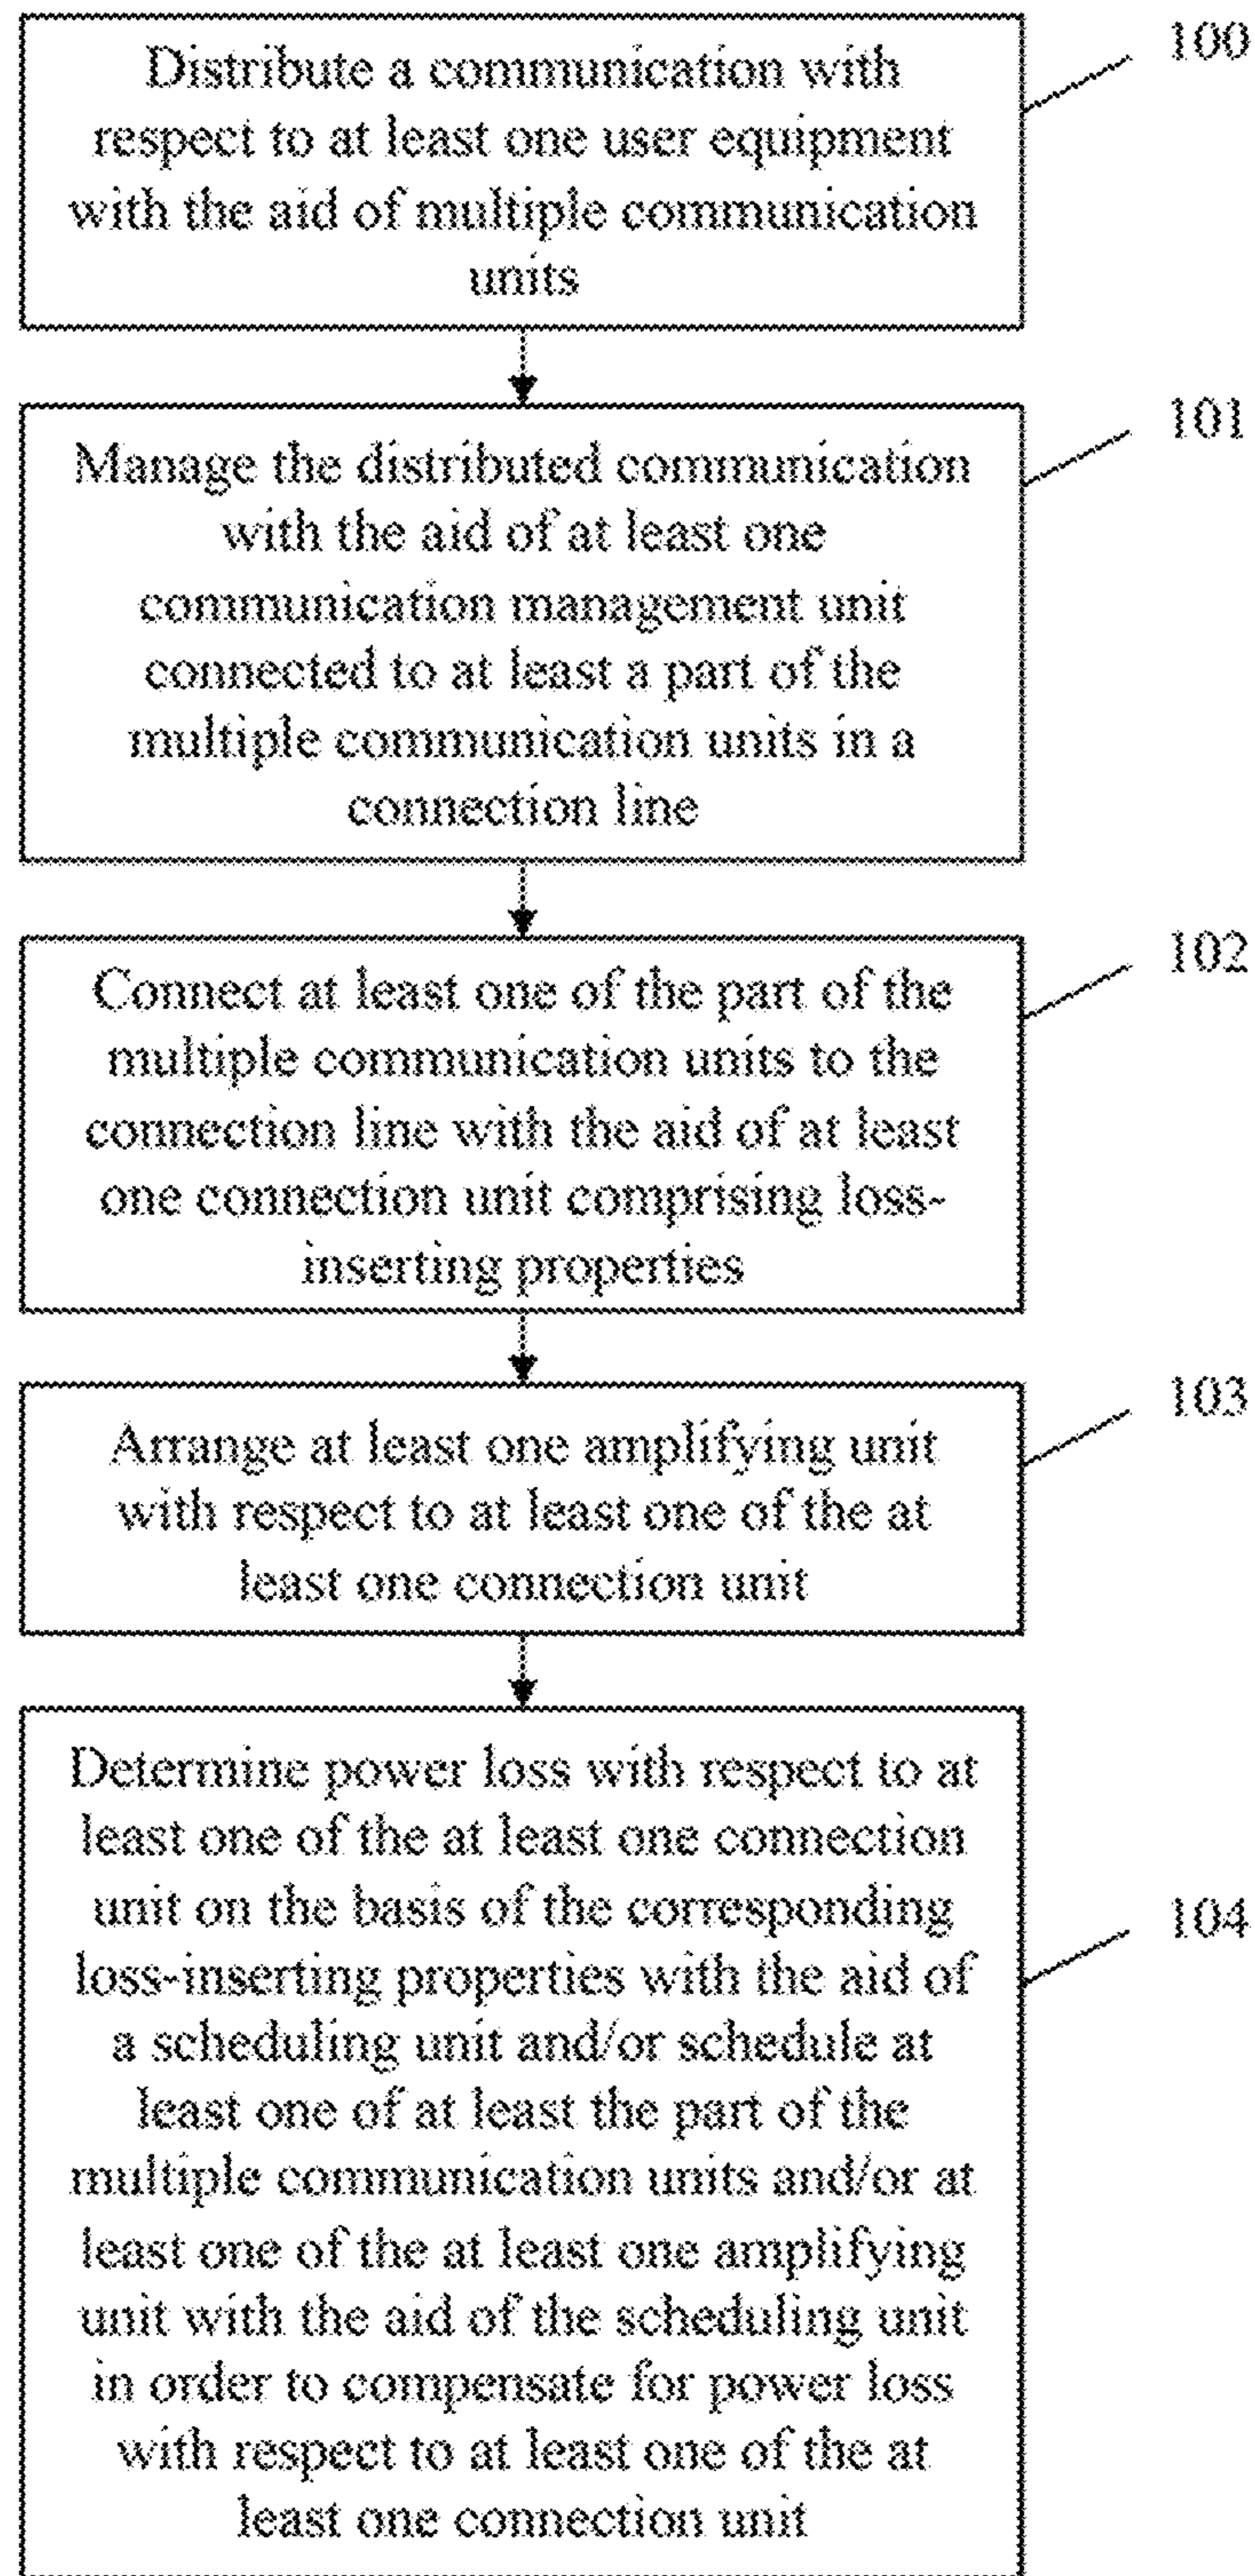 Distribute a communication with
100
respect to at least one user equipment
with the aid of multiple communication
units
Manage the distributed communication
101
with the aid of at least one
communication management unit
connected to at least a part of the
multiple communication units in a
connection line
Connect at least one of the part of the
102
multiple communication units to the
connection line with the aid of at least
one connection unit comprising loss-
inserting properties
Arrange at least one amplifying unit
103
with respect to at least one of the at
least one connection unit
Determine power loss with respect to at
least one of the at least one connection
unit on the basis of the corresponding
104
loss-inserting properties with the aid of
a scheduling unit and/or schedule at
least one of at least the part of the
multiple communication units and/or at
least one of the at least one amplifying
unit with the aid of the scheduling unit
in order to compensate for power loss
with respect to at least one of the at
least one connection unit